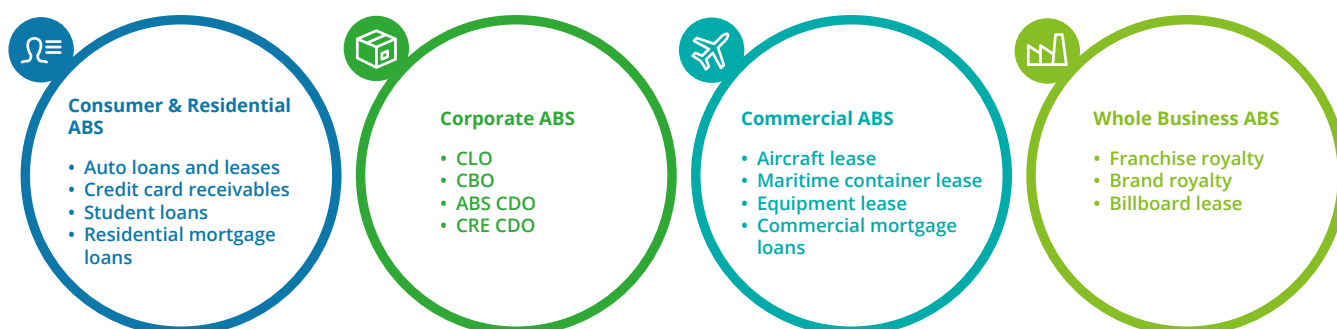 Consumer & Residential
ABS
• Auto loans and leases
• Credit card receivables
• Student loans
• Residential mortgage
loans
Corporate ABS
• CLO
• CBO
• ABS CDO
• CRE CDO
Commercial ABS
• Aircraft lease
• Maritime container lease
• Equipment lease
• Commercial mortgage
loans
Whole Business ABS
• Franchise royalty
• Brand royalty
• Billboard lease